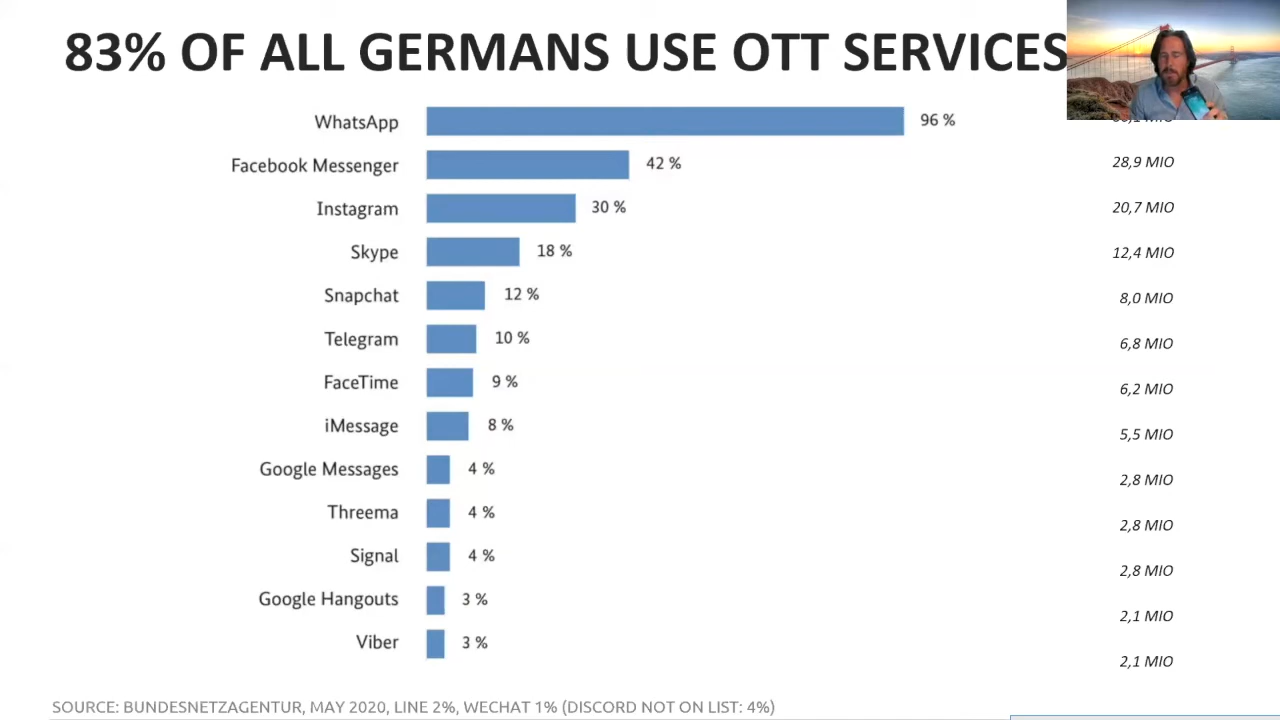 83% OF ALL GERMANS USE OTT SERVICES
WhatsApp 96 % MIO
Facebook Messenger 42 % 28,9 MIO
Instagram 30 % 20,7 MIO
Skype 18 % 12,4 MIO
Snapchat 12 % 8,0 MIO
Telegram 10 % 6,8 MIO
FaceTime 9 % 6,2 MIO
iMessage 8 % 5,5 MIO
Google Messages 4 % 2,8 MIO
Threema 4 % 2,8 MIO
Signal 4 % 2,8 MIO
Google Hangouts 3 % 2,1 MIO
Viber 3 % 2,1 MIO
SOURCE: BUNDESNETZAGENTUR, MAY 2020, LINE 2%, WECHAT 1% (DISCORD NOT ON LIST: 4%)